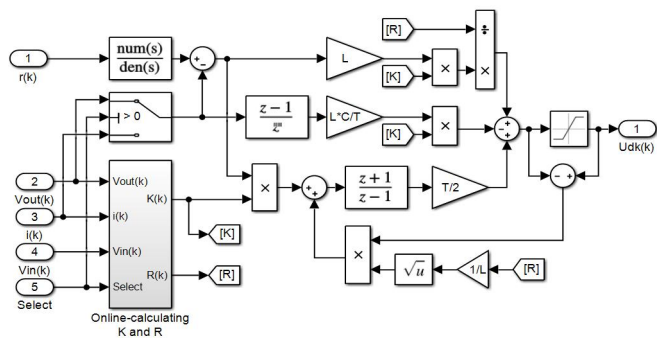 1
r(k)
num(s)
den(s)
+
−
L
[R]
[K]
×
÷
×
> 0
z − 1
z
L*C/T
[K]
×
+
−
+
1
Udk(k)
2
Vout(k)
3
i(k)
4
Vin(k)
5
Select
Vout(k)
i(k)
Vin(k)
Select
K(k)
R(k)
Online-calculating
K and R
[K]
[R]
×
+
+
z + 1
z − 1
T/2
−
+
×
√u
1/L
[R]